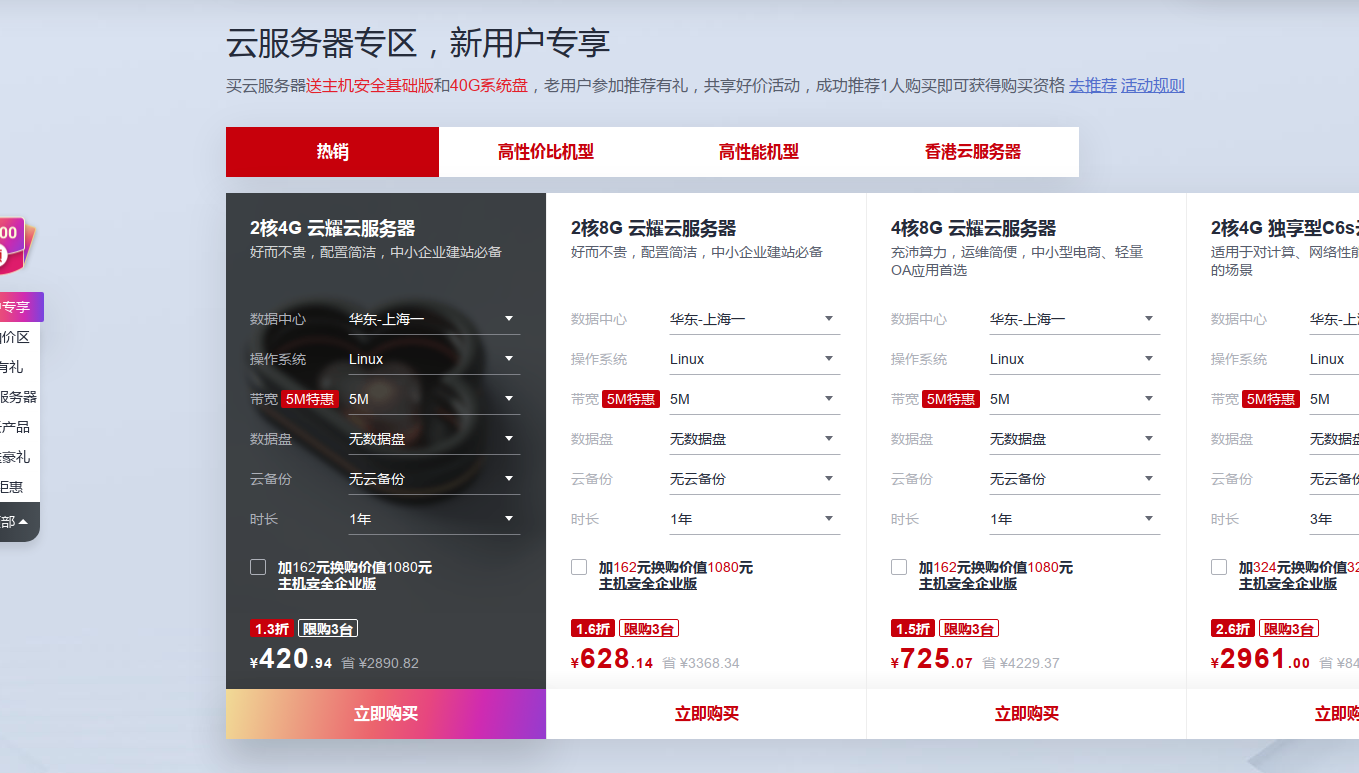 云服务器专区，新用户专享
买云服务器送主机安全基础版和40G系统盘，老用户参加推荐有礼，共享好价活动，成功推荐1人购买即可获得购买资格 去推荐 活动规则
热销 高性价比机型 高性能机型 香港云服务器
2核4G 云耀云服务器
好而不贵，配置简洁，中小企业建站必备
数据中心 华东-上海一
操作系统 Linux
带宽 5M特惠 5M
数据盘 无数据盘
云备份 无云备份
时长 1年
加162元换购价值1080元
主机安全企业版
1.3折 限购3台
¥420.94 省 ¥2890.82
立即购买
2核8G 云耀云服务器
好而不贵，配置简洁，中小企业建站必备
数据中心 华东-上海一
操作系统 Linux
带宽 5M特惠 5M
数据盘 无数据盘
云备份 无云备份
时长 1年
加162元换购价值1080元
主机安全企业版
1.6折 限购3台
¥628.14 省 ¥3368.34
立即购买
4核8G 云耀云服务器
充沛算力，运维简便，中小型电商、轻量
OA应用首选
数据中心 华东-上海一
操作系统 Linux
带宽 5M特惠 5M
数据盘 无数据盘
云备份 无云备份
时长 1年
加162元换购价值1080元
主机安全企业版
1.5折 限购3台
¥725.07 省 ¥4229.37
立即购买
2核4G 独享型C6s
适用于对计算、网络性能
的场景
数据中心 华东-上
操作系统 Linux
带宽 5M特惠 5M
数据盘 无数据盘
云备份 无云备
时长 3年
加324元换购价值32
主机安全企业版
2.6折 限购3台
¥2961.00 省 ¥84
立即购
00
专享
价区
有礼
服务器
产品
豪礼
钜惠
部